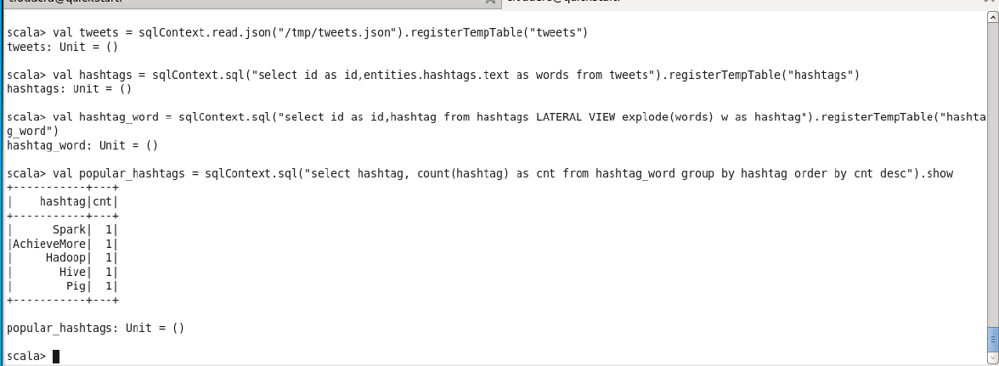 scala> val tweets = sqlContext.read.json("/tmp/tweets.json").registerTempTable("tweets")
tweets: Unit = ()
scala> val hashtags = sqlContext.sql("select id as id,entities.hashtags.text as words from tweets").registerTempTable("hashtags")
hashtags: Unit = ()
scala> val hashtag_word = sqlContext.sql("select id as id,hashtag from hashtags LATERAL VIEW explode(words) w as hashtag").registerTempTable("hashta
g_word")
hashtag_word: Unit = ()
scala> val popular_hashtags = sqlContext.sql("select hashtag, count(hashtag) as cnt from hashtag_word group by hashtag order by cnt desc").show
+-----------+---+
|    hashtag|cnt|
+-----------+---+
|      Spark|  1|
|AchieveMore|  1|
|     Hadoop|  1|
|       Hive|  1|
|        Pig|  1|
+-----------+---+
popular_hashtags: Unit = ()
scala>